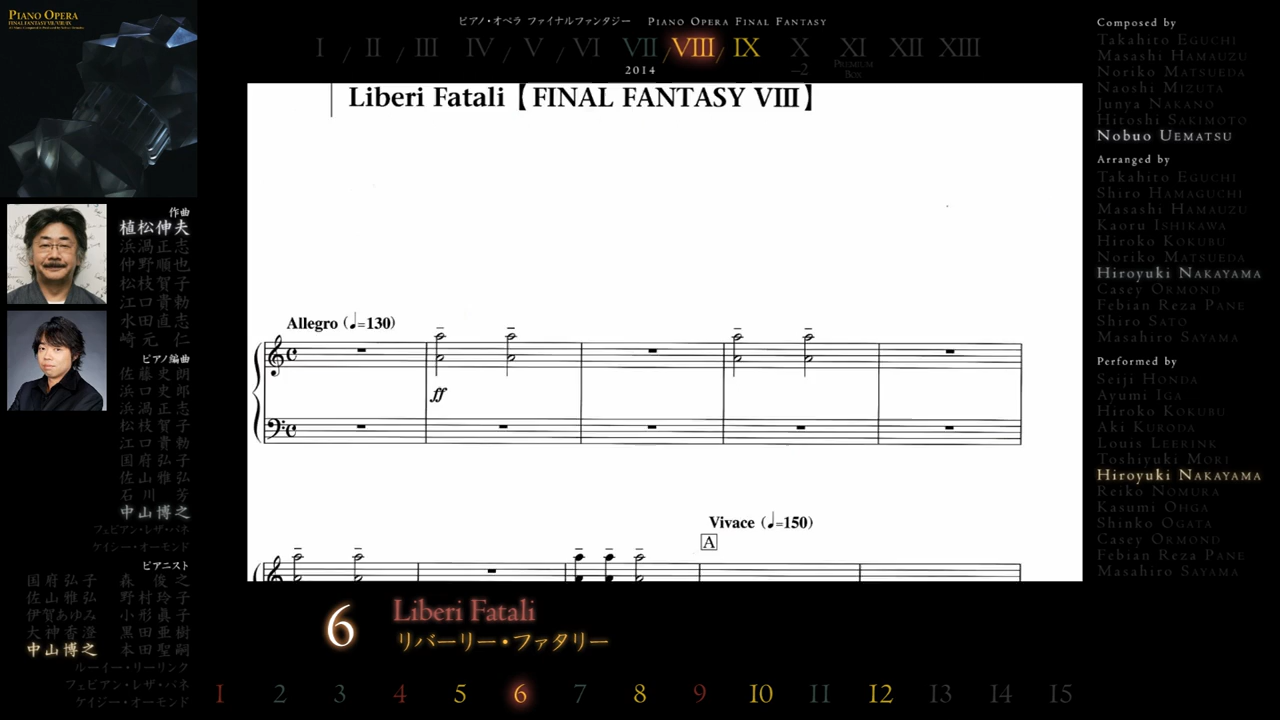 PIANO OPERA
ピアノ・オペラ ファイナルファンタジー PIANO OPERA FINAL FANTASY
I / II / III IV / V / VI VII / VIII / IX X XI XII XIII
–2 PREMIUM
BOX
2014
Liberi Fatali【FINAL FANTASY VIII】
Allegro (♩=130)
ff
Vivace (♩=150)
A
6
Liberi Fatali
リバーリー・ファタリー
1 2 3 4 5 6 7 8 9 10 11 12 13 14 15
作曲
植松伸夫
浜渦正志
仲野順也
松枝賀子
江口貴勅
水田直志
崎元 仁
ピアノ編曲
佐藤史朗
浜口史郎
浜渦正志
松枝賀子
江口貴勅
国府弘子
佐山雅弘
石川 芳
中山博之
フェビアン・レザ・パネ
ケイシー・オーモンド
ピアニスト
国府弘子 森 俊之
佐山雅弘 野村玲子
伊賀あゆみ 小形眞子
大神香澄 黒田亜樹
中山博之 本田聖嗣
ルーイー・リーリンク
フェビアン・レザ・パネ
ケイジー・オーモンド
Composed by
Takahito EGUCHI
Masashi HAMAUZU
Noriko MATSUEDA
Naoshi MIZUTA
Junya NAKANO
Hitoshi SAKIMOTO
Nobuo UEMATSU
Arranged by
Takahito EGUCHI
Shiro HAMAGUCHI
Masashi HAMAUZU
Kaoru ISHIKAWA
Hiroko KOKUBU
Noriko MATSUEDA
Hiroyuki NAKAYAMA
Casey ORMOND
Febian Reza PANE
Shiro SATO
Masahiro SAYAMA
Performed by
Seiji HONDA
Ayumi IGA
Hiroko KOKUBU
Aki KURODA
Louis LEERINK
Toshiyuki MORI
Hiroyuki NAKAYAMA
Reiko NOMURA
Kasumi OHGA
Shinko OGATA
Casey ORMOND
Febian Reza PANE
Masahiro SAYAMA